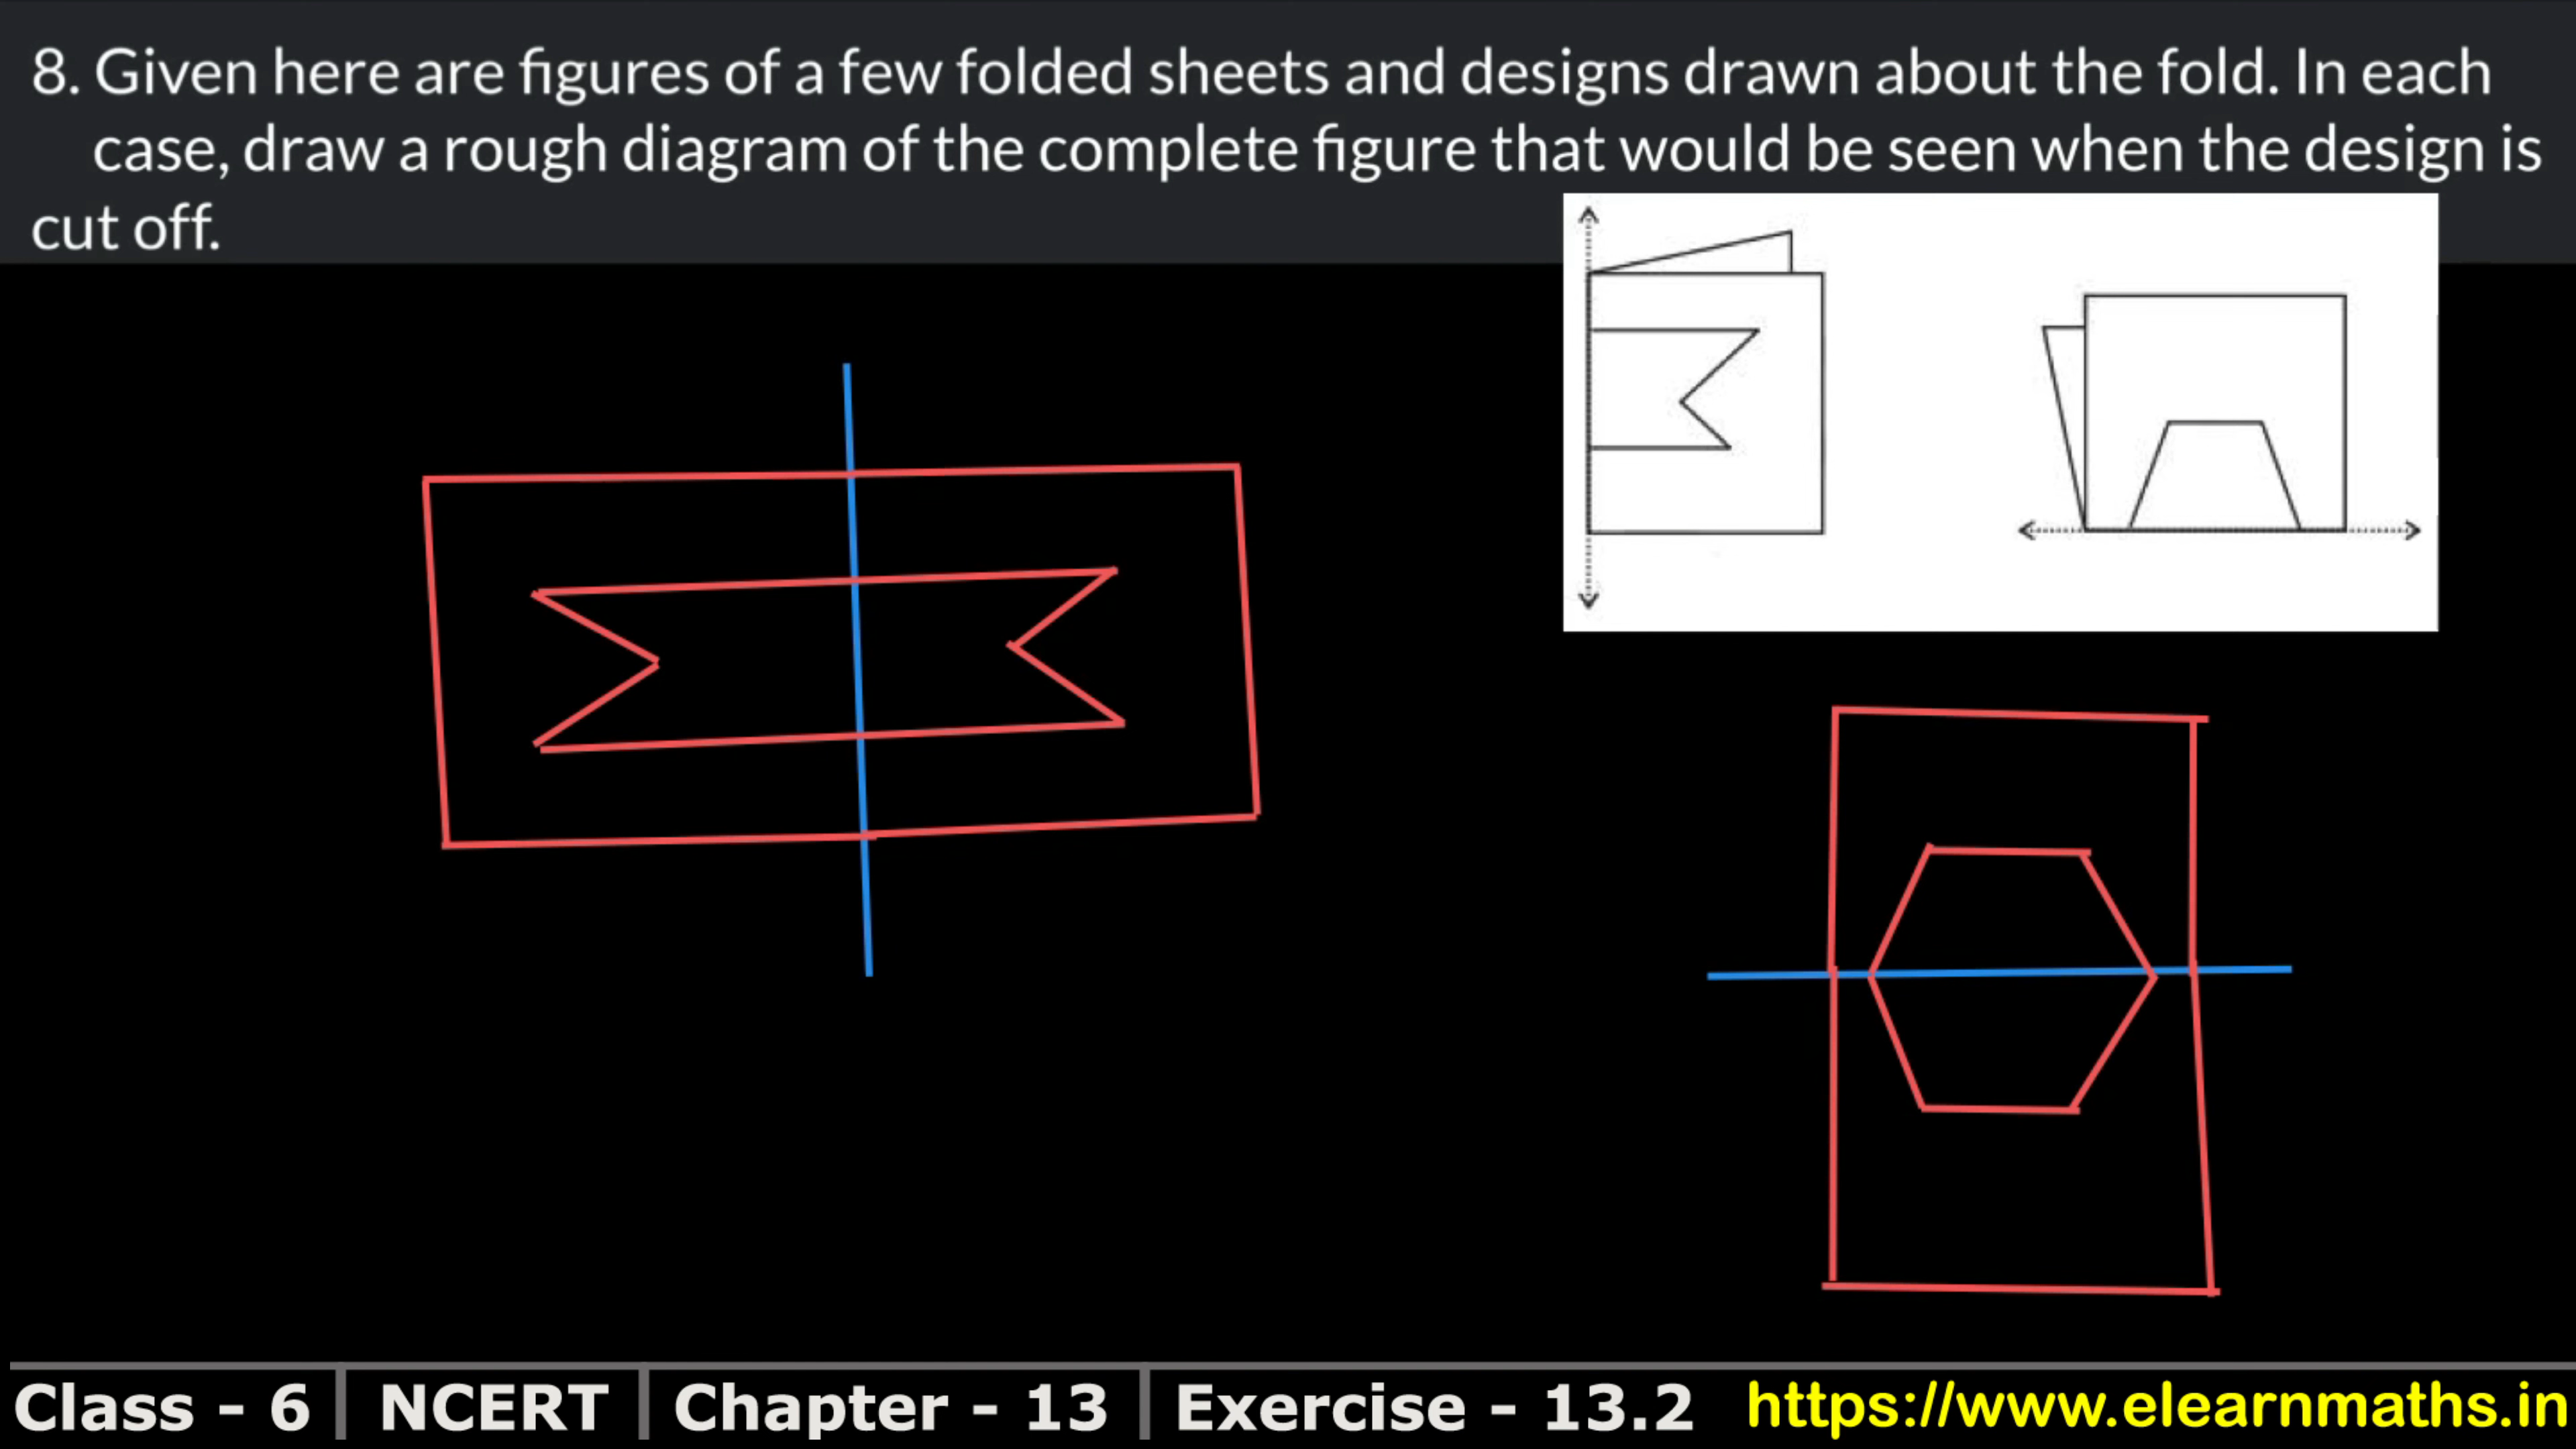 8. Given here are figures of a few folded sheets and designs drawn about the fold. In each
case, draw a rough diagram of the complete figure that would be seen when the design is
cut off.
Class - 6 NCERT Chapter - 13 Exercise - 13.2 https://www.elearnmaths.in